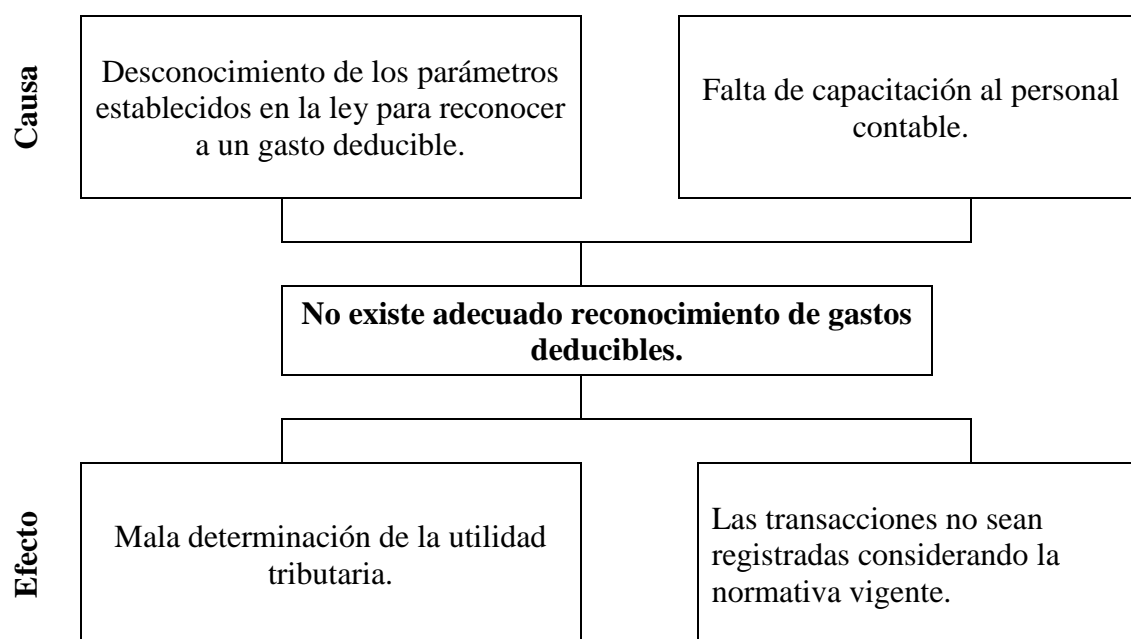 Causa
Desconocimiento de los parámetros
establecidos en la ley para reconocer
a un gasto deducible.
Falta de capacitación al personal
contable.
No existe adecuado reconocimiento de gastos
deducibles.
Efecto
Mala determinación de la utilidad
tributaria.
Las transacciones no sean
registradas considerando la
normativa vigente.